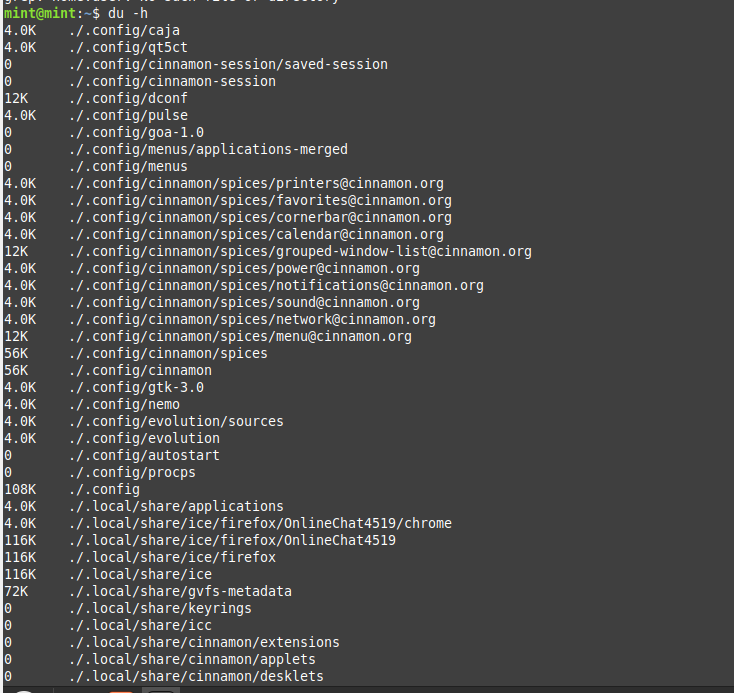 mint@mint:~$ du -h
4.0K ./.config/caja
4.0K ./.config/qt5ct
0 ./.config/cinnamon-session/saved-session
0 ./.config/cinnamon-session
12K ./.config/dconf
4.0K ./.config/pulse
0 ./.config/goa-1.0
0 ./.config/menus/applications-merged
0 ./.config/menus
4.0K ./.config/cinnamon/spices/printers@cinnamon.org
4.0K ./.config/cinnamon/spices/favorites@cinnamon.org
4.0K ./.config/cinnamon/spices/cornerbar@cinnamon.org
4.0K ./.config/cinnamon/spices/calendar@cinnamon.org
12K ./.config/cinnamon/spices/grouped-window-list@cinnamon.org
4.0K ./.config/cinnamon/spices/power@cinnamon.org
4.0K ./.config/cinnamon/spices/notifications@cinnamon.org
4.0K ./.config/cinnamon/spices/sound@cinnamon.org
4.0K ./.config/cinnamon/spices/network@cinnamon.org
12K ./.config/cinnamon/spices/menu@cinnamon.org
56K ./.config/cinnamon/spices
56K ./.config/cinnamon
4.0K ./.config/gtk-3.0
4.0K ./.config/nemo
4.0K ./.config/evolution/sources
4.0K ./.config/evolution
0 ./.config/autostart
0 ./.config/procps
108K ./.config
4.0K ./.local/share/applications
4.0K ./.local/share/ice/firefox/OnlineChat4519/chrome
116K ./.local/share/ice/firefox/OnlineChat4519
116K ./.local/share/ice/firefox
116K ./.local/share/ice
72K ./.local/share/gvfs-metadata
0 ./.local/share/keyrings
0 ./.local/share/icc
0 ./.local/share/cinnamon/extensions
0 ./.local/share/cinnamon/applets
0 ./.local/share/cinnamon/desklets